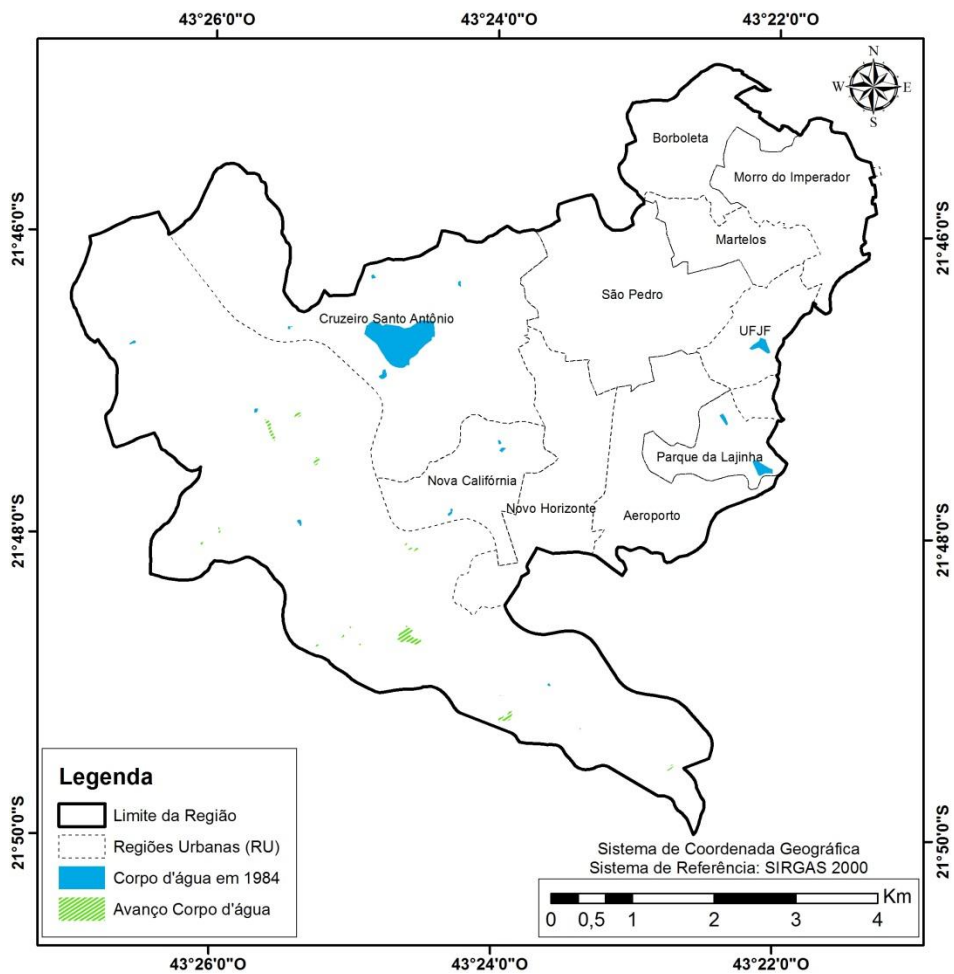 43°26'0"O
43°24'0"O
43°22'0"O
N
W
E
S
Borboleta
Morro do Imperador
21°46'0"S
21°46'0"S
Martelos
São Pedro
Cruzeiro Santo Antônio
UFJF
Parque da Lajinha
Nova Califórnia
Novo Horizonte
Aeroporto
21°48'0"S
21°48'0"S
Legenda
Limite da Região
Regiões Urbanas (RU)
Corpo d'água em 1984
Avanço Corpo d'água
21°50'0"S
21°50'0"S
Sistema de Coordenada Geográfica
Sistema de Referência: SIRGAS 2000
Km
0 0,5 1 2 3 4
43°26'0"O
43°24'0"O
43°22'0"O